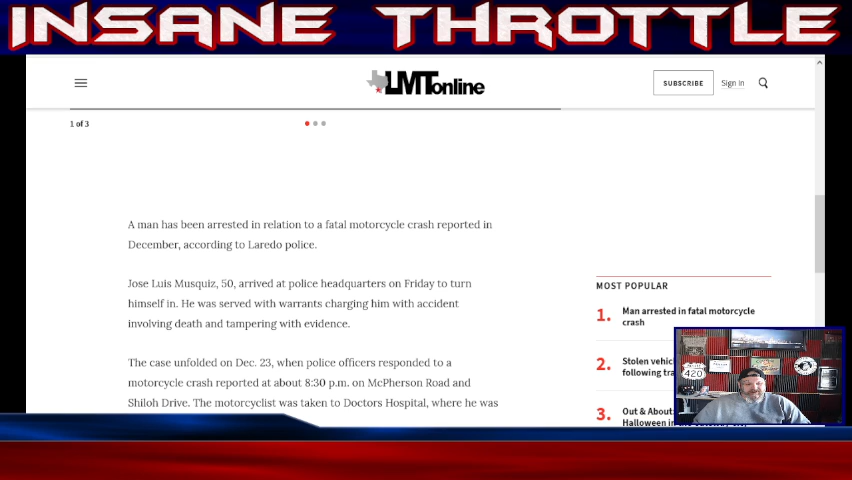 INSANE THROTTLE
LMTonline
SUBSCRIBE
Sign In
1 of 3
A man has been arrested in relation to a fatal motorcycle crash reported in
December, according to Laredo police.
Jose Luis Musquiz, 50, arrived at police headquarters on Friday to turn
himself in. He was served with warrants charging him with accident
involving death and tampering with evidence.
The case unfolded on Dec. 23, when police officers responded to a
motorcycle crash reported at about 8:30 p.m. on McPherson Road and
Shiloh Drive. The motorcyclist was taken to Doctors Hospital, where he was
MOST POPULAR
1. Man arrested in fatal motorcycle
crash
2. Stolen
following
3. Out & About:
Halloween in
420